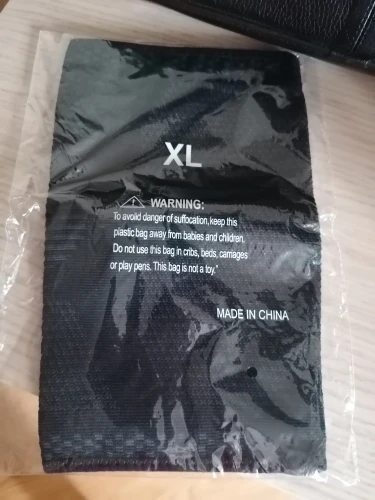 XL
WARNING:
To avoid danger of suffocation,keep this
plastic bag away from babies and children.
Do not use this bag in cribs, beds, carriages
or play pens. This bag is not a toy."
MADE IN CHINA